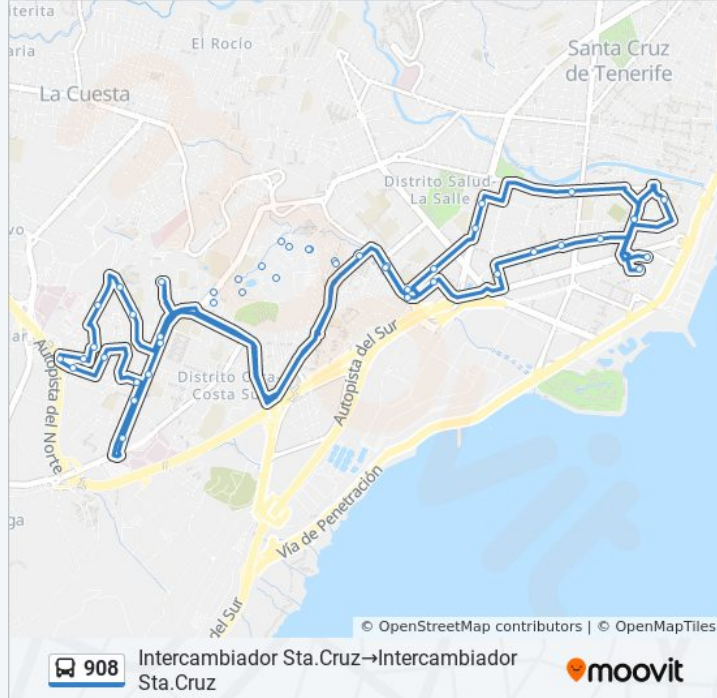 El Rocío
Santa Cruz
de Tenerife
La Cuesta
Distrito Salud-
La Salle
Autopista del Norte
Distrito
Costa Su
Autopista del Sur
Vía de Penetración
del Sur
© OpenStreetMap contributors | © OpenMapTiles
908
Intercambiador Sta.Cruz→Intercambiador
Sta.Cruz
moovit